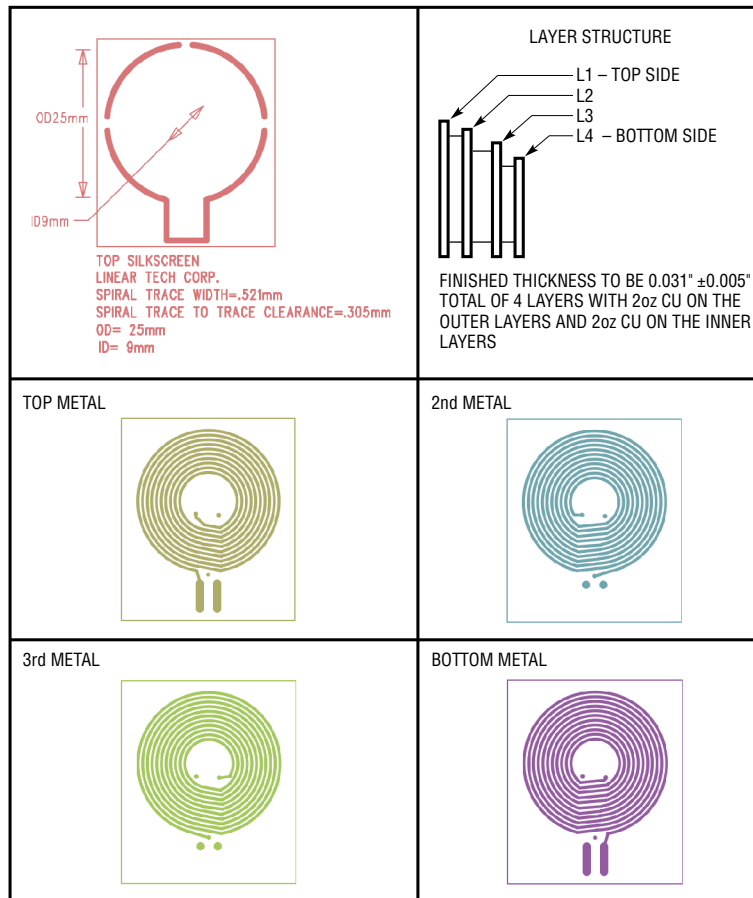 OD25mm
ID9mm
TOP SILKSCREEN
LINEAR TECH CORP.
SPIRAL TRACE WIDTH=.521mm
SPIRAL TRACE TO TRACE CLEARANCE=.305mm
OD= 25mm
ID= 9mm
LAYER STRUCTURE
L1 – TOP SIDE
L2
L3
L4 – BOTTOM SIDE
FINISHED THICKNESS TO BE 0.031" ±0.005"
TOTAL OF 4 LAYERS WITH 2oz CU ON THE
OUTER LAYERS AND 2oz CU ON THE INNER
LAYERS
TOP METAL
2nd METAL
3rd METAL
BOTTOM METAL